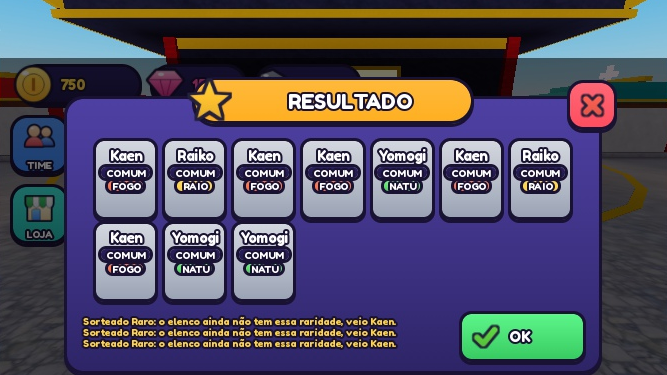 750
RESULTADO
TIME
LOJA
Kaen
COMUM
FOGO
Raiko
COMUM
RAIO
Kaen
COMUM
FOGO
Kaen
COMUM
FOGO
Yomogi
COMUM
NATU
Kaen
COMUM
FOGO
Raiko
COMUM
RAIO
Kaen
COMUM
FOGO
Yomogi
COMUM
NATU
Yomogi
COMUM
NATU
Sorteado Raro: o elenco ainda não tem essa raridade, veio Kaen.
Sorteado Raro: o elenco ainda não tem essa raridade, veio Kaen.
Sorteado Raro: o elenco ainda não tem essa raridade, veio Kaen.
OK